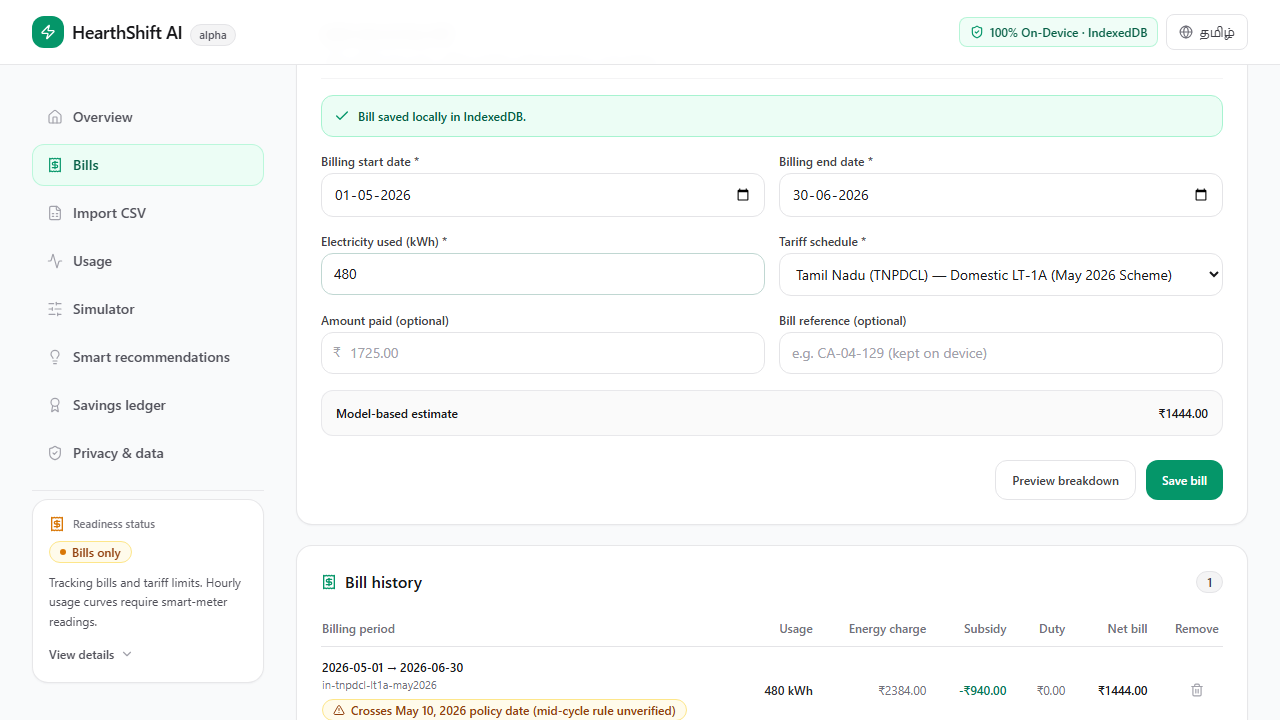 HearthShift AI alpha
100% On-Device · IndexedDB
தமிழ்
Overview
Bills
Import CSV
Usage
Simulator
Smart recommendations
Savings ledger
Privacy & data
Readiness status
Bills only
Tracking bills and tariff limits. Hourly
usage curves require smart-meter
readings.
View details
Bill saved locally in IndexedDB.
Billing start date *
Billing end date *
01-05-2026
30-06-2026
Electricity used (kWh) *
Tariff schedule *
480
Tamil Nadu (TNPDCL) — Domestic LT-1A (May 2026 Scheme)
Amount paid (optional)
Bill reference (optional)
₹ 1725.00
e.g. CA-04-129 (kept on device)
Model-based estimate
₹1444.00
Preview breakdown
Save bill
Bill history
1
Billing period Usage Energy charge Subsidy Duty Net bill Remove
2026-05-01 → 2026-06-30
in-tnpdcl-lt1a-may2026
480 kWh ₹2384.00 -₹940.00 ₹0.00 ₹1444.00
Crosses May 10, 2026 policy date (mid-cycle rule unverified)